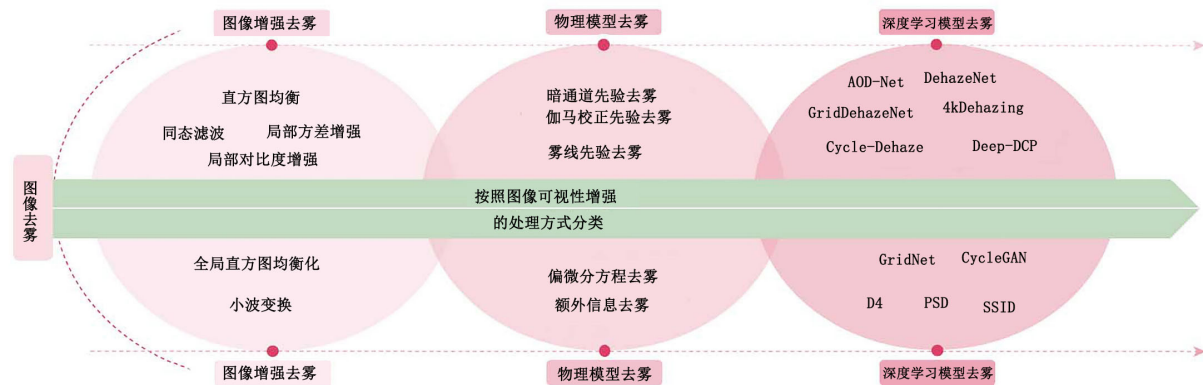 图像增强去雾
物理模型去雾
深度学习模型去雾
直方图均衡
同态滤波
局部方差增强
局部对比度增强
暗通道先验去雾
伽马校正先验去雾
雾线先验去雾
AOD-Net
DehazeNet
GridDehazeNet
4kDehazing
Cycle-Dehaze
Deep-DCP
图像去雾
按照图像可视性增强
的处理方式分类
全局直方图均衡化
小波变换
偏微分方程去雾
额外信息去雾
GridNet
CycleGAN
D4
PSD
SSID
图像增强去雾
物理模型去雾
深度学习模型去雾